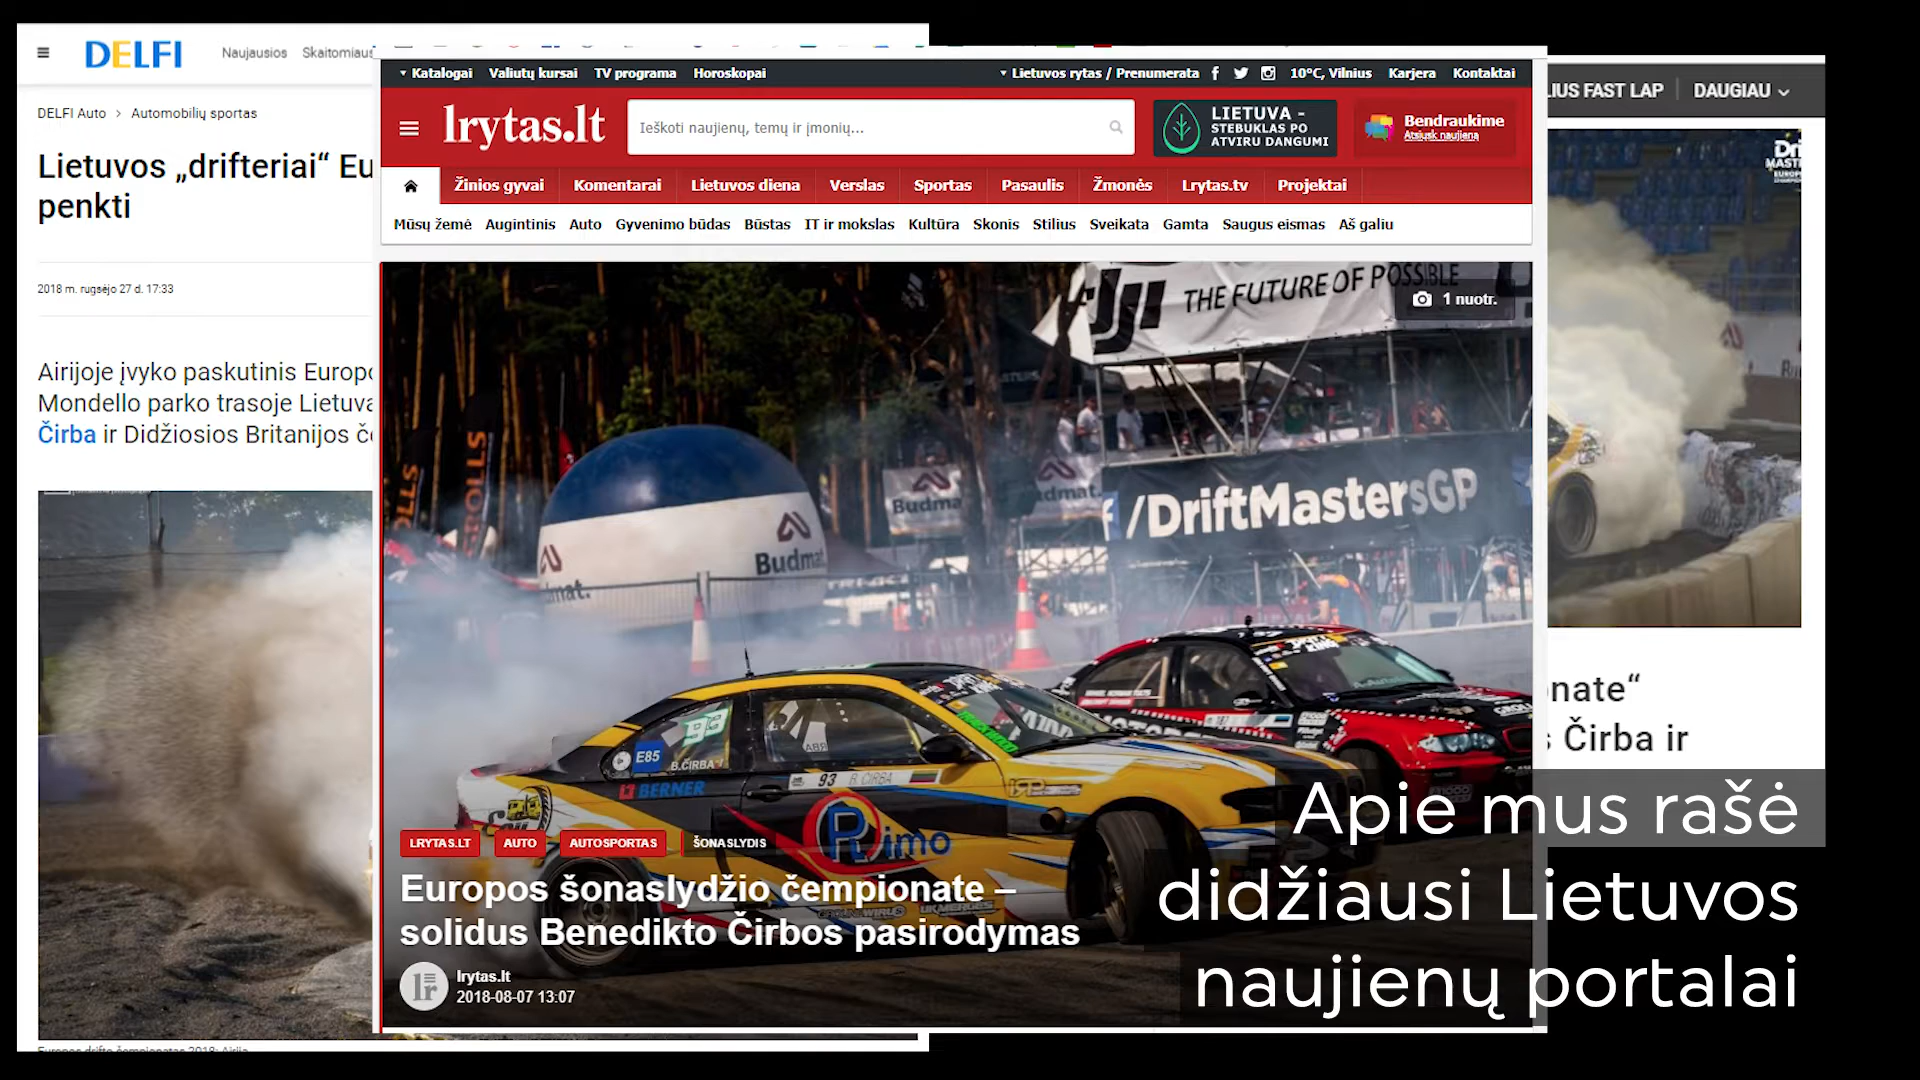 DELFI
Naujausios
DELFI Auto > Automobilių sportas
Lietuvos „drifteriai“ Eu
penkti
2018 m. rugsėjo 27 d. 17:33
Airijoje įvyko paskutinis Europo
Mondello parko trasoje Lietuva
Čirba ir Didžiosios Britanijos
Katalogai Valiutų kursai TV programa Horoskopai
Lietuvos rytas / Prenumerata 10°C, Vilnius Karjera Kontaktai
lrytas.lt
Ieškoti naujienų, temų ir įmonių...
LIETUVA -
STEBUKLAS PO
ATVIRU DANGUMI
Bendraukime
Atsiųsk naujieną
Žinios gyvai Komentarai Lietuvos diena Verslas Sportas Pasaulis Žmonės Lrytas.tv Projektai
Mūsų žemė Augintinis Auto Gyvenimo būdas Būstas IT ir mokslas Kultūra Skonis Stilius Sveikata Gamta Saugus eismas Aš galiu
1 nuotr.
DJI THE FUTURE OF POSSIBLE
Budmat.
/DriftMastersGP
Budmat.
E85
B.ČIRBA
BERNER
93 B. ČIRBA
Rimo
LRYTAS.LT AUTO AUTOSPORTAS ŠONASLYDIS
Europos šonaslydžio čempionate –
solidus Benedikto Čirbos pasirodymas
lrytas.lt
2018-08-07 13:07
IUS FAST LAP DAUGIAU
nate“
Čirba ir
Apie mus rašė
didžiausi Lietuvos
naujienų portalai